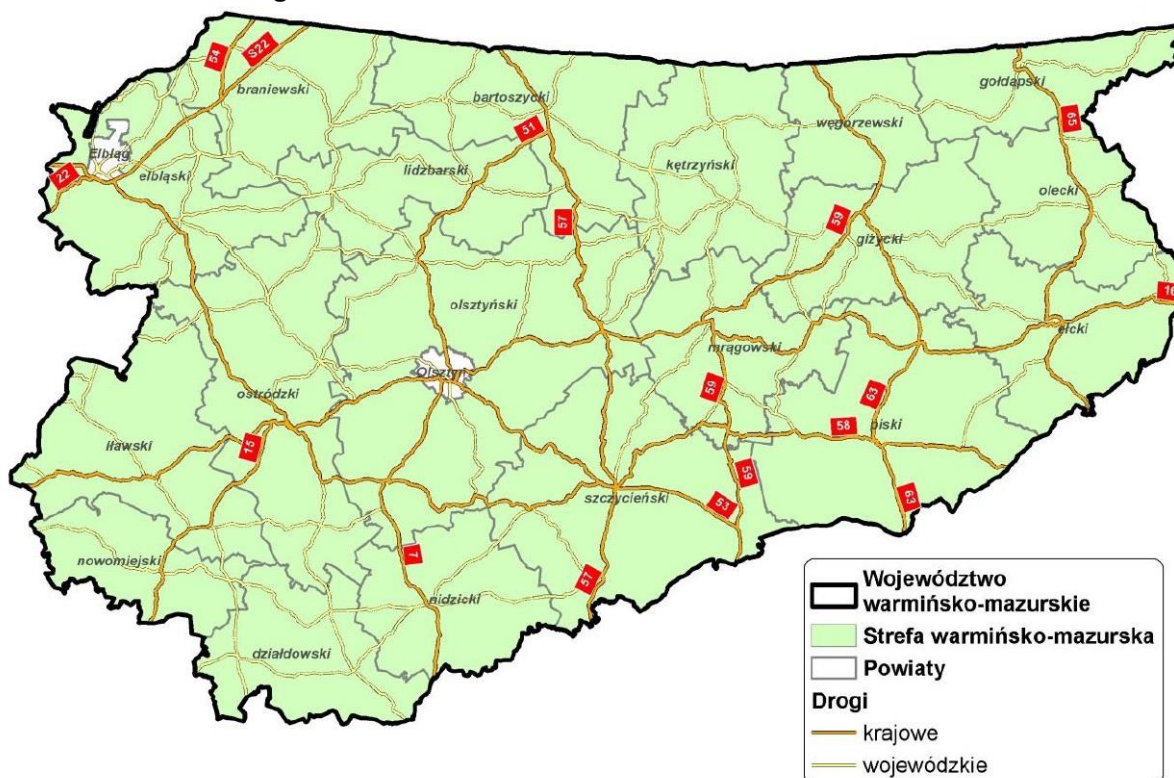 54
S22
braniewski
bartoszycki
gołdapski
51
węgorzewski
65
Elbląg
22
elbląski
lidzbarski
kętrzyński
olecki
57
59
giżycki
olsztyński
16
ełcki
mrągowski
Olsztyn
59
63
ostródzki
58
piski
15
iławski
59
63
szczycieński
53
7
nowomiejski
57
nidzicki
działdowski
Województwo
warmińsko-mazurskie
Strefa warmińsko-mazurska
Powiaty
Drogi
krajowe
wojewódzkie